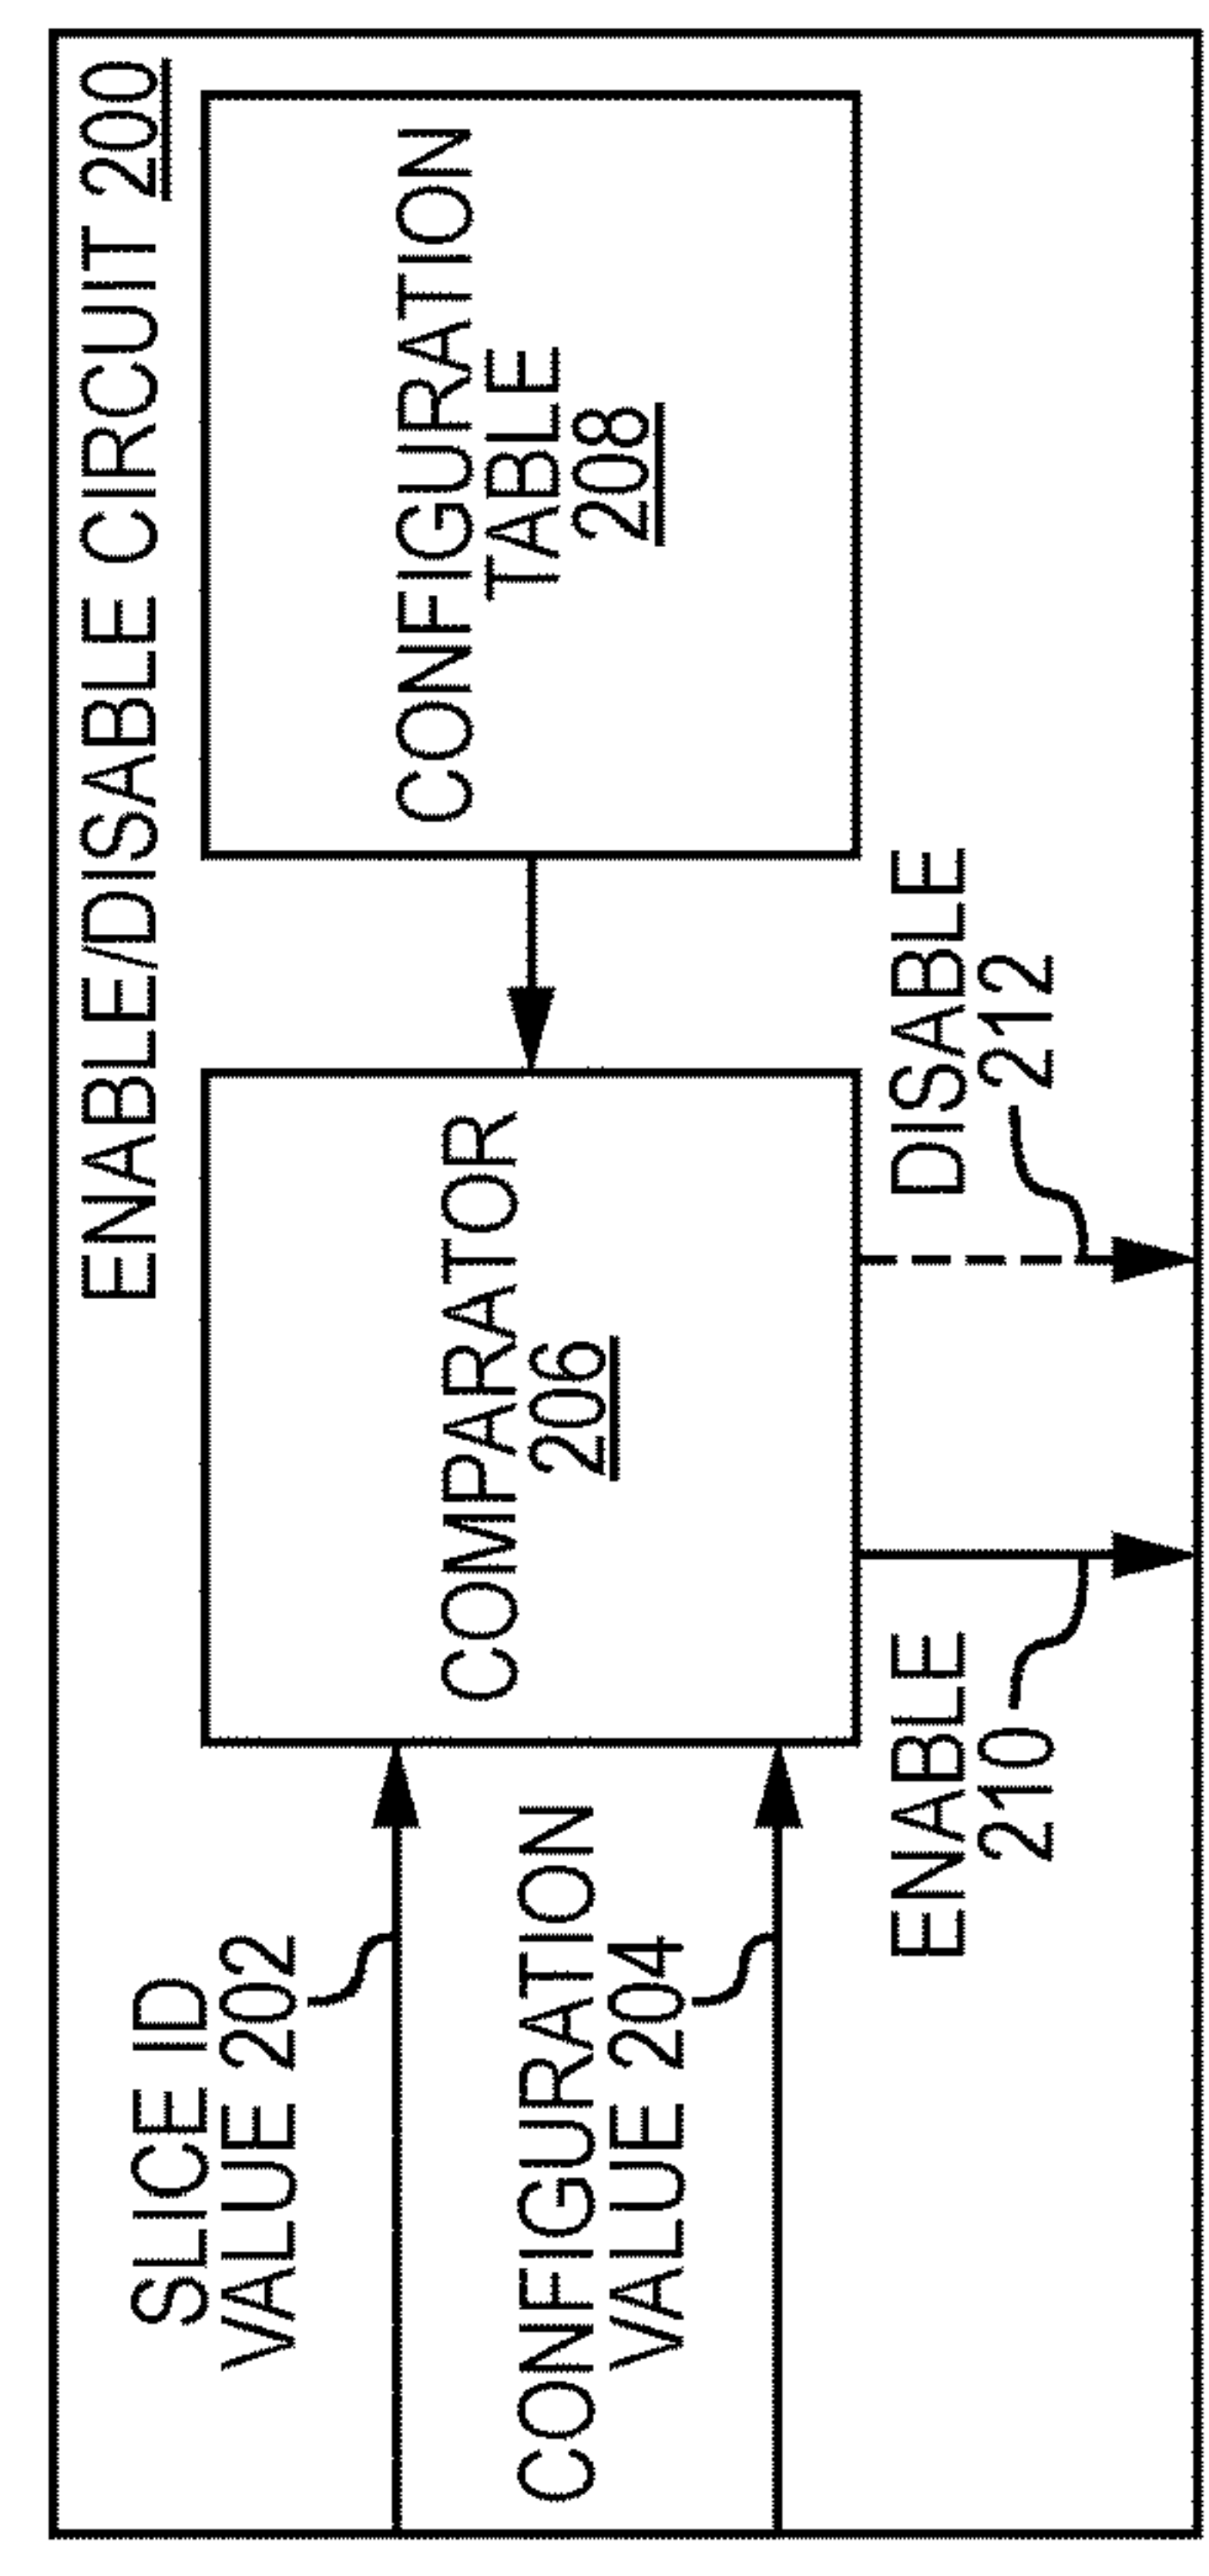 ENABLE/DISABLE CIRCUIT 200
SLICE ID
VALUE 202
CONFIGURATION
VALUE 204
COMPARATOR
206
CONFIGURATION
TABLE
208
ENABLE
210
DISABLE
212